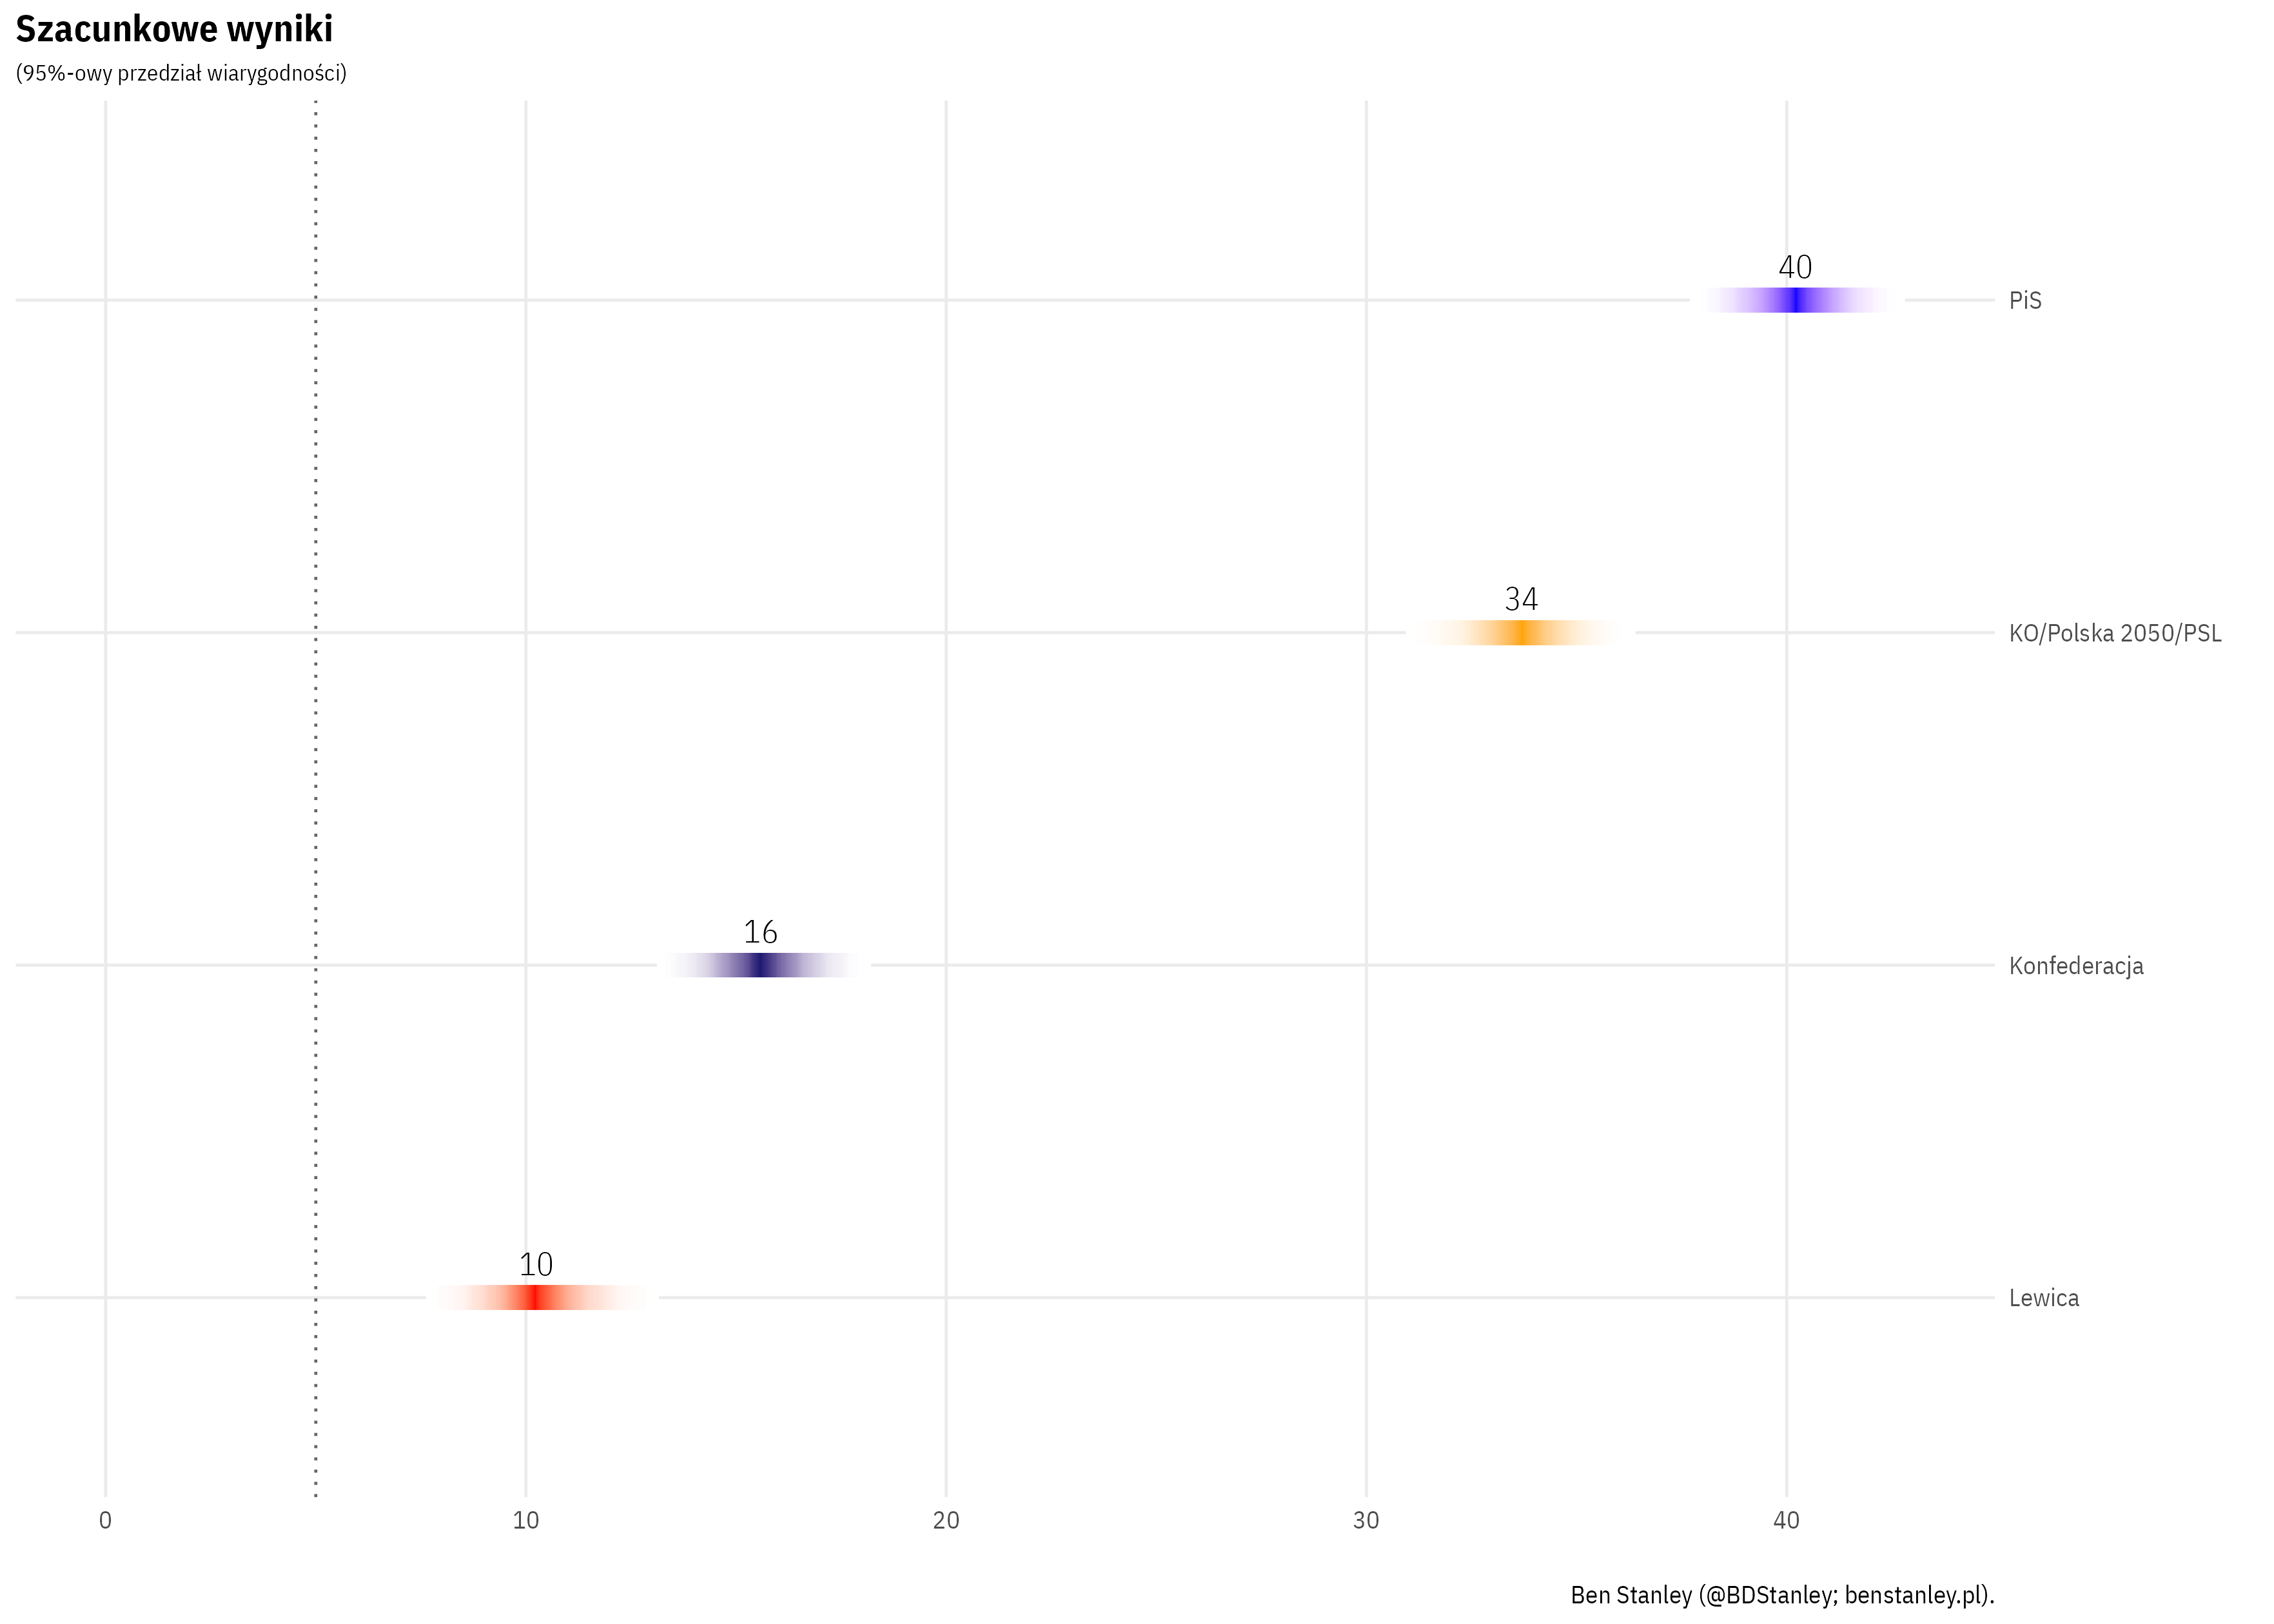 Szacunkowe wyniki
(95%-owy przedział wiarygodności)
40
PiS
34
KO/Polska 2050/PSL
16
Konfederacja
10
Lewica
0 10 20 30 40
Ben Stanley (@BDStanley; benstanley.pl).